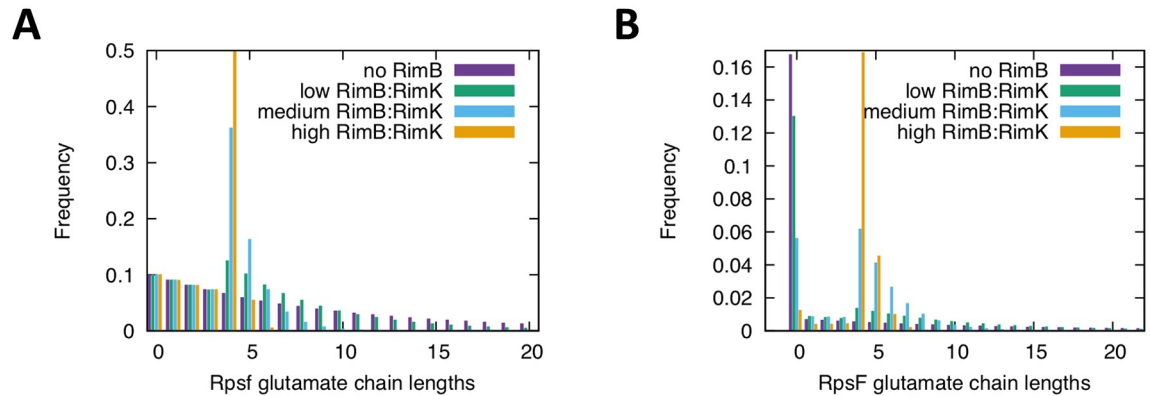 A
B
0.5
0.4
0.3
0.2
0.1
0
Frequency
no RimB
low RimB:RimK
medium RimB:RimK
high RimB:RimK
0 5 10 15 20
Rpsf glutamate chain lengths
0.16
0.14
0.12
0.1
0.08
0.06
0.04
0.02
0
Frequency
no RimB
low RimB:RimK
medium RimB:RimK
high RimB:RimK
0 5 10 15 20
RpsF glutamate chain lengths